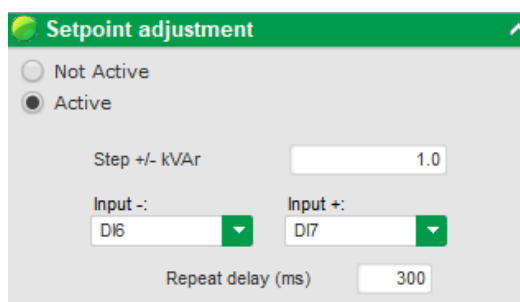 Setpoint adjustment
Not Active
Active
Step +/- kVAr 1.0
Input -: Input +:
DI6 DI7
Repeat delay (ms) 300